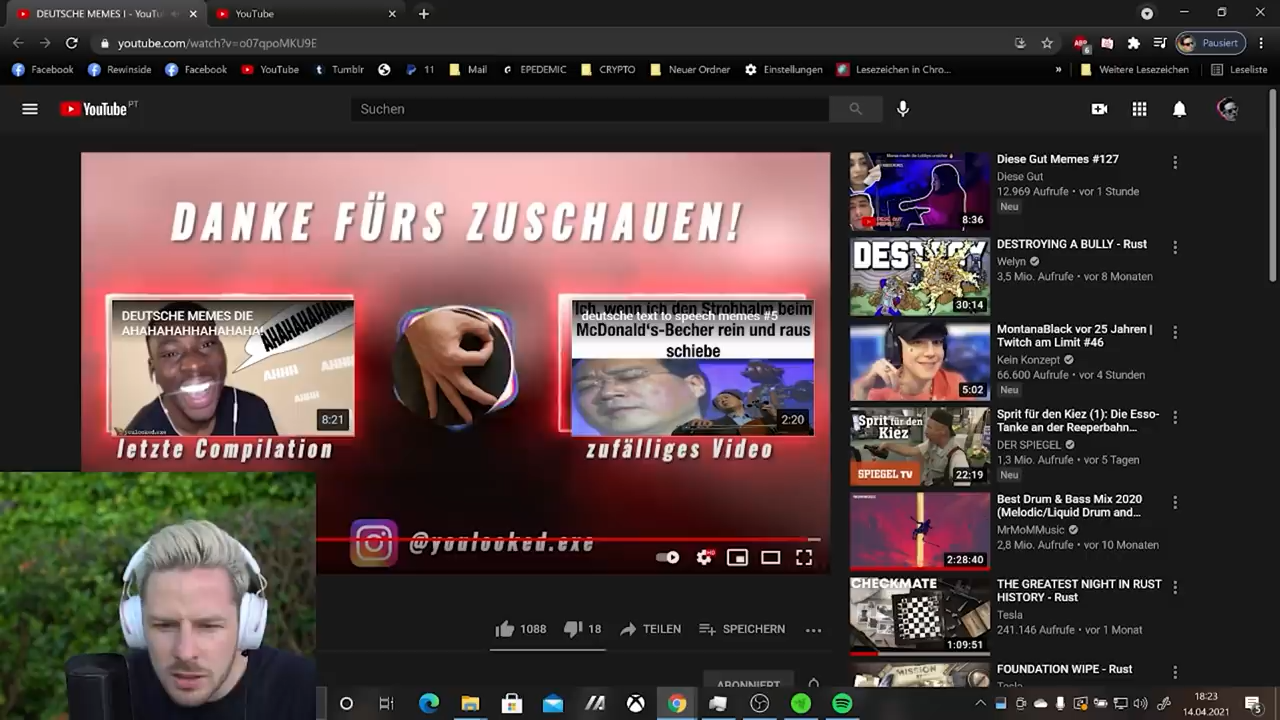 DEUTSCHE MEMES I - YouTu
YouTube
youtube.com/watch?v=o07qpoMKU9E
Pausiert
Facebook
Rewinside
Facebook
YouTube
Tumblr
11
Mail
EPEDEMIC
CRYPTO
Neuer Ordner
Einstellungen
Lesezeichen in Chro...
»
Weitere Lesezeichen
Leseliste
YouTube PT
Suchen
DANKE FÜRS ZUSCHAUEN!
DEUTSCHE MEMES DIE
AHAHAHAHHAHAHAHA!
AHAHAHAHAHA
AHHA
AHHA
8:21
letzte Compilation
Ich, wenn ich den Strohhalm beim
deutsche text to speech memes #5
McDonald's-Becher rein und raus
schiebe
2:20
zufälliges Video
@youlooked.exe
HD
1088
18
TEILEN
SPEICHERN
ABONNIERT
8:36
Diese Gut Memes #127
Diese Gut
12.969 Aufrufe • vor 1 Stunde
Neu
DESTROY
30:14
DESTROYING A BULLY - Rust
Welyn
3,5 Mio. Aufrufe • vor 8 Monaten
5:02
MontanaBlack vor 25 Jahren |
Twitch am Limit #46
Kein Konzept
66.600 Aufrufe • vor 4 Stunden
Neu
Sprit für den
Kiez
SPIEGEL TV
22:19
Sprit für den Kiez (1): Die Esso-
Tanke an der Reeperbahn...
DER SPIEGEL
1,3 Mio. Aufrufe • vor 5 Tagen
Neu
2:28:40
Best Drum & Bass Mix 2020
(Melodic/Liquid Drum and...
MrMoMMusic
2,8 Mio. Aufrufe • vor 10 Monaten
CHECKMATE
1:09:51
THE GREATEST NIGHT IN RUST
HISTORY - Rust
Tesla
241.146 Aufrufe • vor 1 Monat
MISSION
FOUNDATION WIPE - Rust
Tesla
18:23
14.04.2021
5